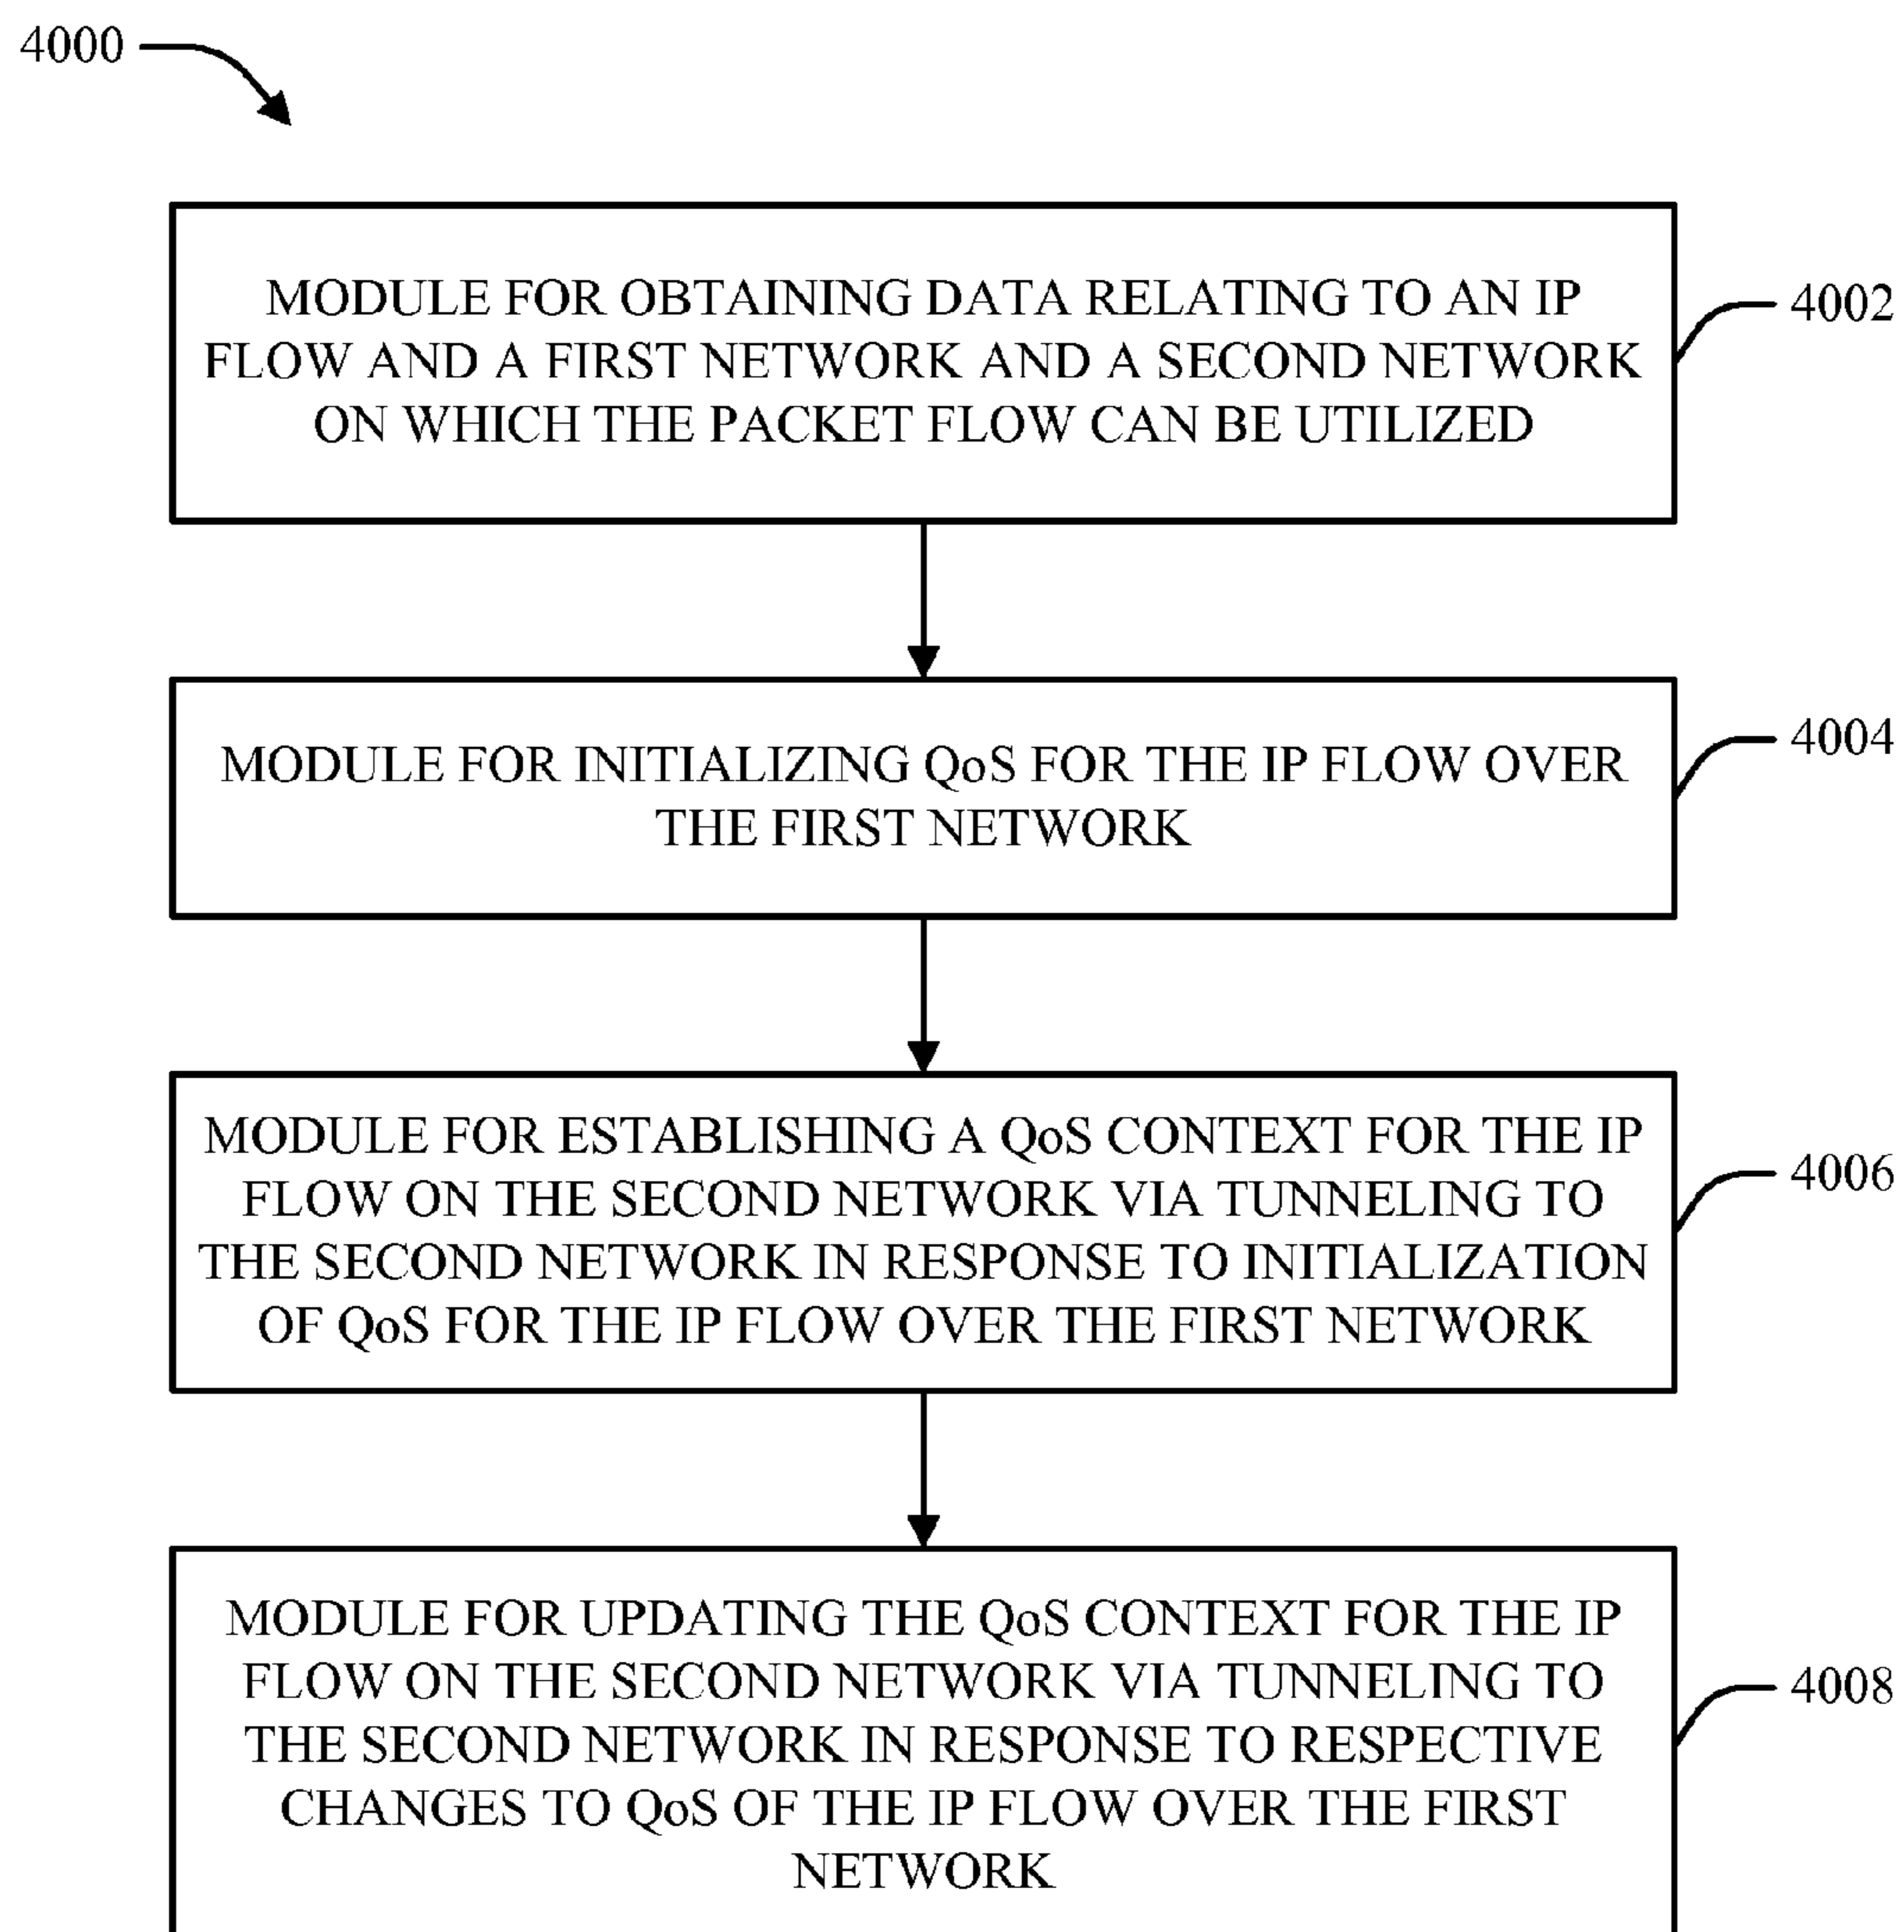 4000
MODULE FOR OBTAINING DATA RELATING TO AN IP
FLOW AND A FIRST NETWORK AND A SECOND NETWORK
ON WHICH THE PACKET FLOW CAN BE UTILIZED
4002
MODULE FOR INITIALIZING QoS FOR THE IP FLOW OVER
THE FIRST NETWORK
4004
MODULE FOR ESTABLISHING A QoS CONTEXT FOR THE IP
FLOW ON THE SECOND NETWORK VIA TUNNELING TO
THE SECOND NETWORK IN RESPONSE TO INITIALIZATION
OF QoS FOR THE IP FLOW OVER THE FIRST NETWORK
4006
MODULE FOR UPDATING THE QoS CONTEXT FOR THE IP
FLOW ON THE SECOND NETWORK VIA TUNNELING TO
THE SECOND NETWORK IN RESPONSE TO RESPECTIVE
CHANGES TO QoS OF THE IP FLOW OVER THE FIRST
NETWORK
4008